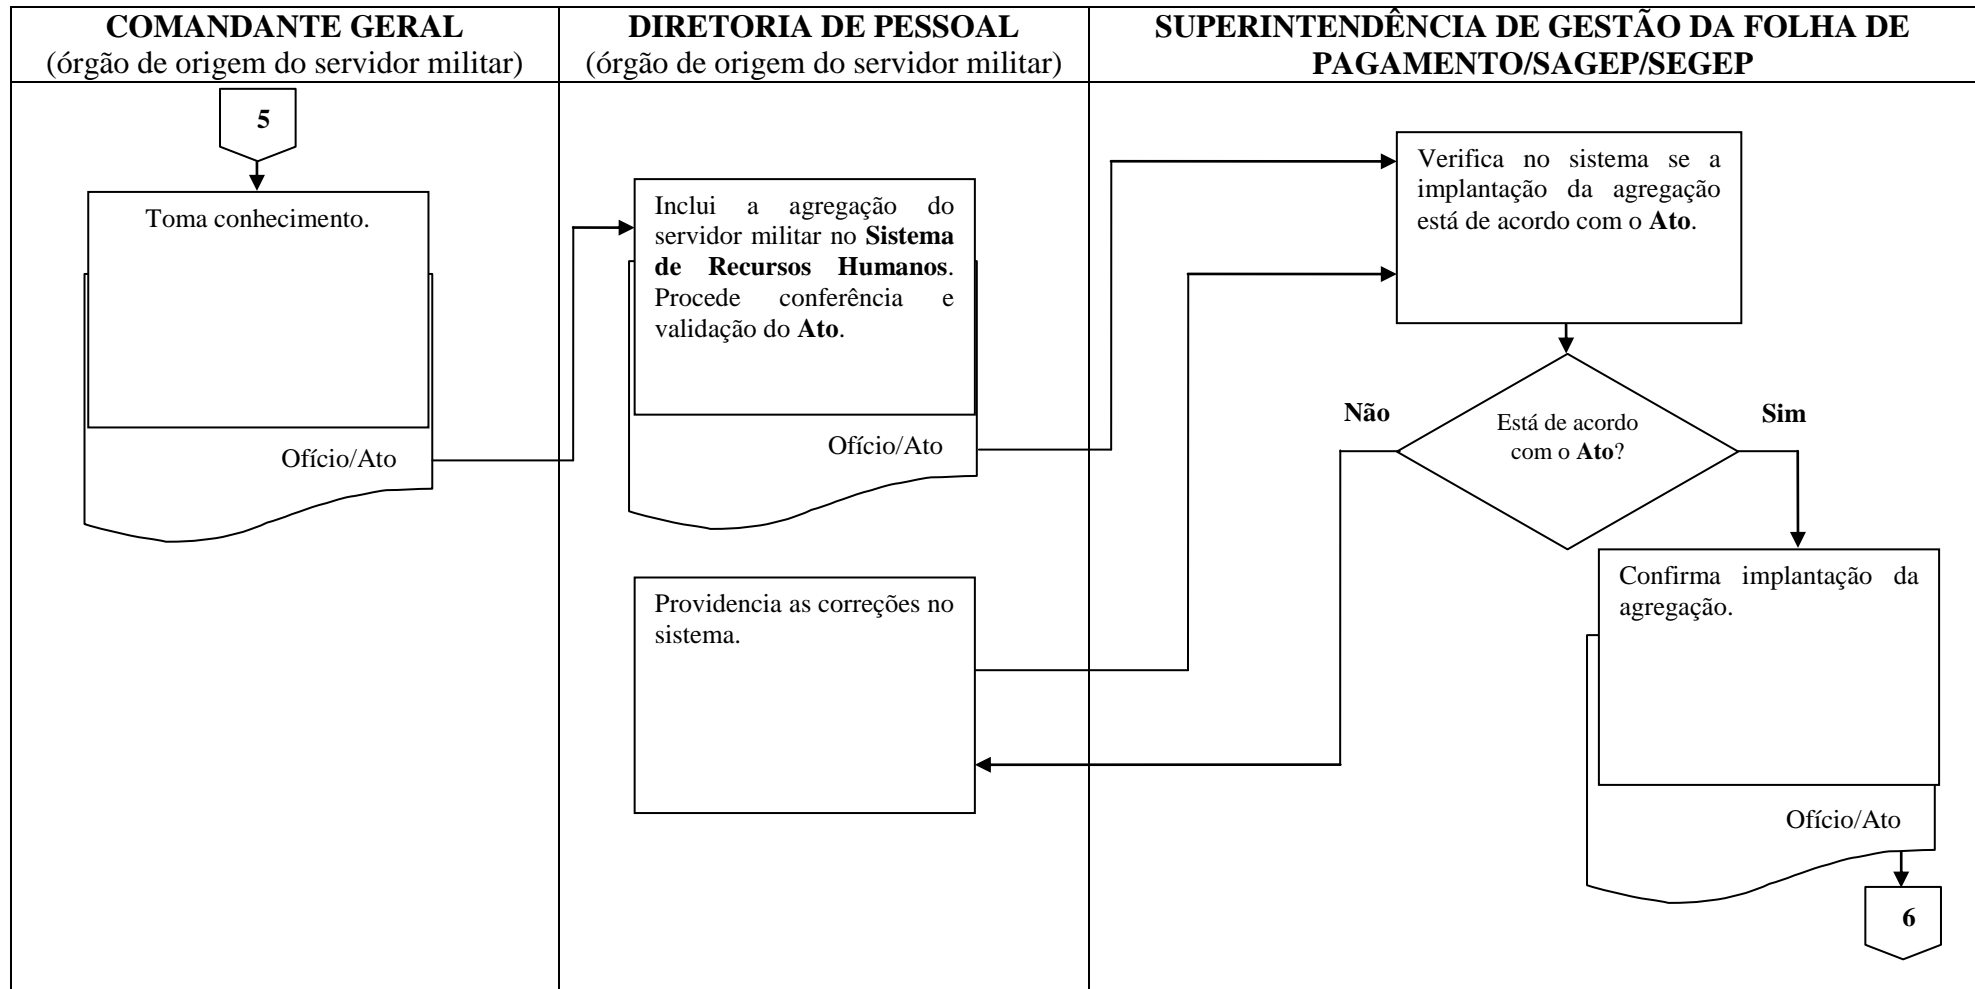 COMANDANTE GERAL
(órgão de origem do servidor militar)
DIRETORIA DE PESSOAL
(órgão de origem do servidor militar)
SUPERINTENDÊNCIA DE GESTÃO DA FOLHA DE
PAGAMENTO/SAGEP/SEGEP
5
Toma conhecimento.
Ofício/Ato
Inclui a agregação do
servidor militar no Sistema
de Recursos Humanos.
Procede conferência e
validação do Ato.
Ofício/Ato
Providencia as correções no
sistema.
Verifica no sistema se a
implantação da agregação
está de acordo com o Ato.
Não
Está de acordo
com o Ato?
Sim
Confirma implantação da
agregação.
Ofício/Ato
6